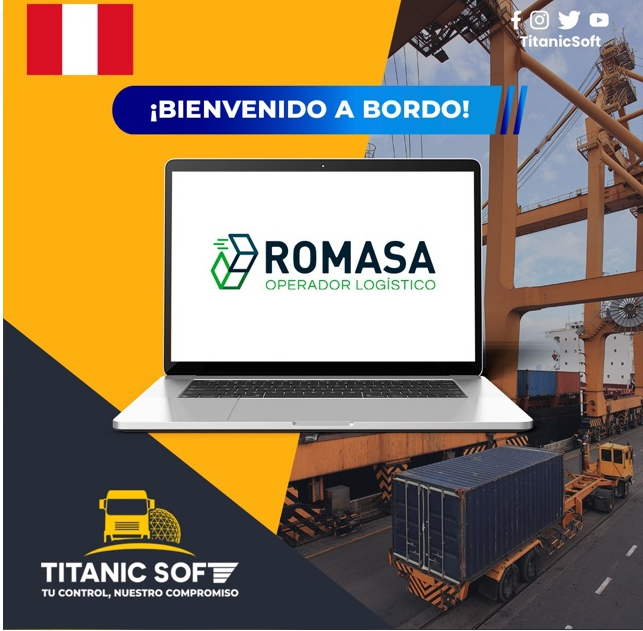 TitanicSoft
¡BIENVENIDO A BORDO!
ROMASA
OPERADOR LOGÍSTICO
TITANIC SOFT
TU CONTROL, NUESTRO COMPROMISO